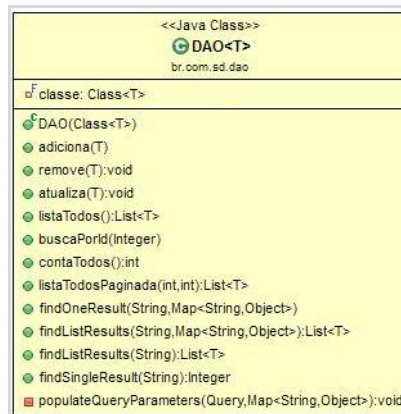 <<Java Class>>
C DAO<T>
br.com.sd.dao
F classe: Class<T>
C DAO(Class<T>)
adiciona(T)
remove(T):void
atualiza(T):void
listaTodos():List<T>
buscaPorId(Integer)
contaTodos():int
listaTodosPaginada(int,int):List<T>
findOneResult(String,Map<String,Object>)
findListResults(String,Map<String,Object>):List<T>
findListResults(String):List<T>
findSingleResult(String):Integer
populateQueryParameters(Query,Map<String,Object>):void